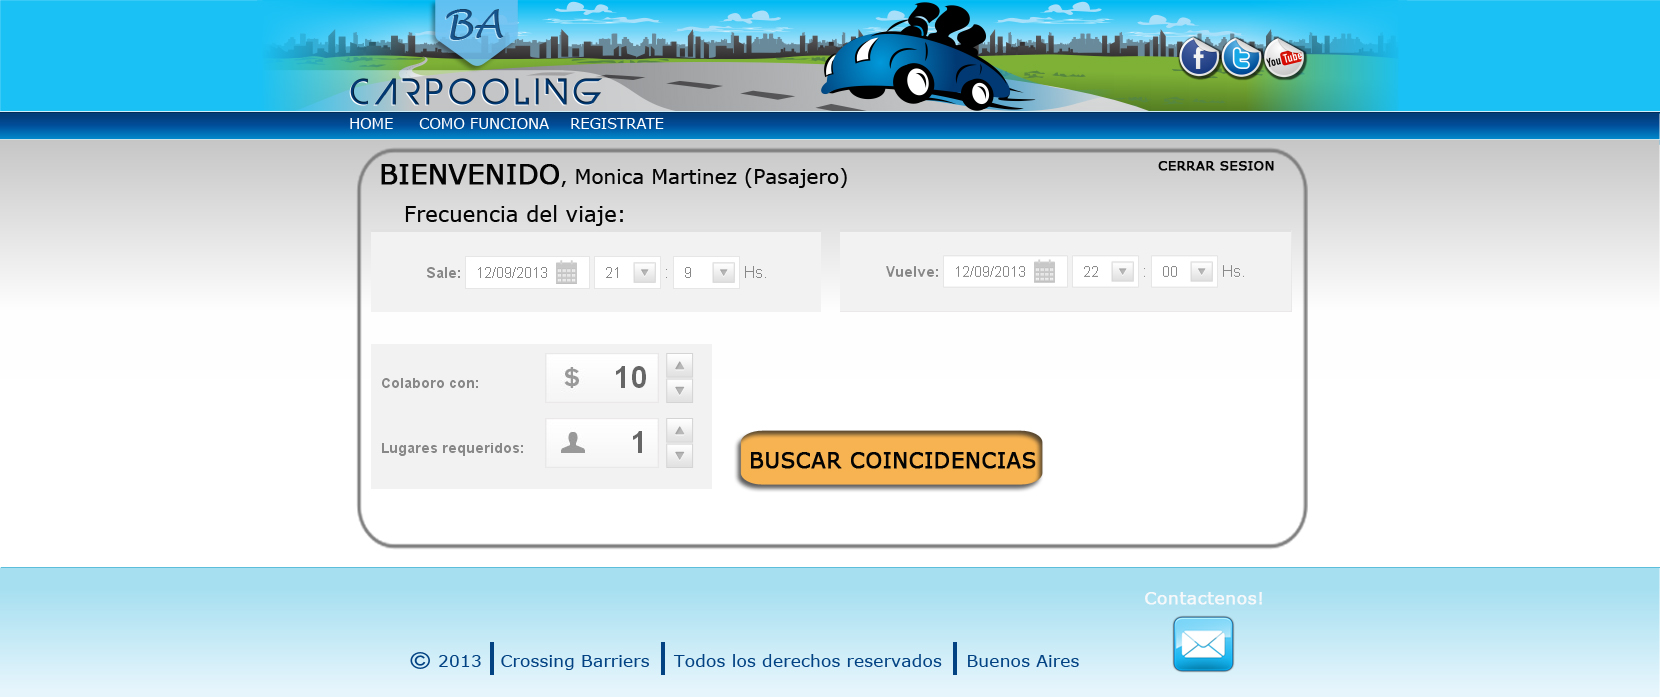 BA
CARPOOLING
f t You Tube
HOME COMO FUNCIONA REGISTRATE
BIENVENIDO, Monica Martinez (Pasajero)
CERRAR SESION
Frecuencia del viaje:
Sale: 12/09/2013 21 : 9 Hs.
Vuelve: 12/09/2013 22 : 00 Hs.
Colaboro con: $ 10
Lugares requeridos: 1
BUSCAR COINCIDENCIAS
Contactenos!
© 2013 Crossing Barriers Todos los derechos reservados Buenos Aires